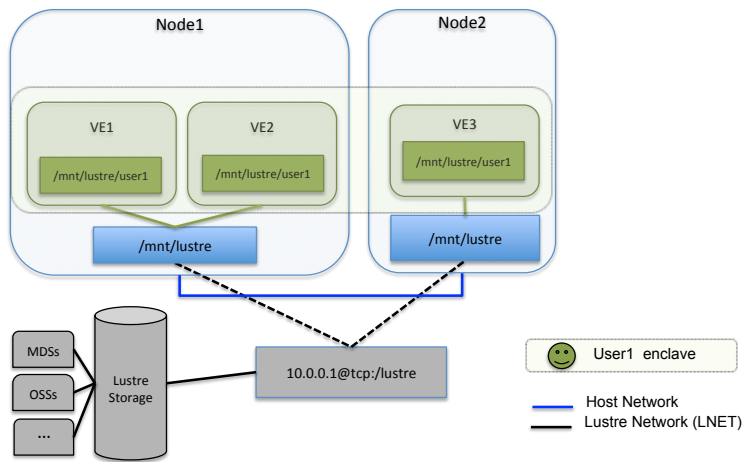 Node1
Node2
VE1
VE2
VE3
/mnt/lustre/user1
/mnt/lustre/user1
/mnt/lustre/user1
/mnt/lustre
/mnt/lustre
MDSs
OSSs
...
Lustre
Storage
10.0.0.1@tcp:/lustre
User1 enclave
Host Network
Lustre Network (LNET)